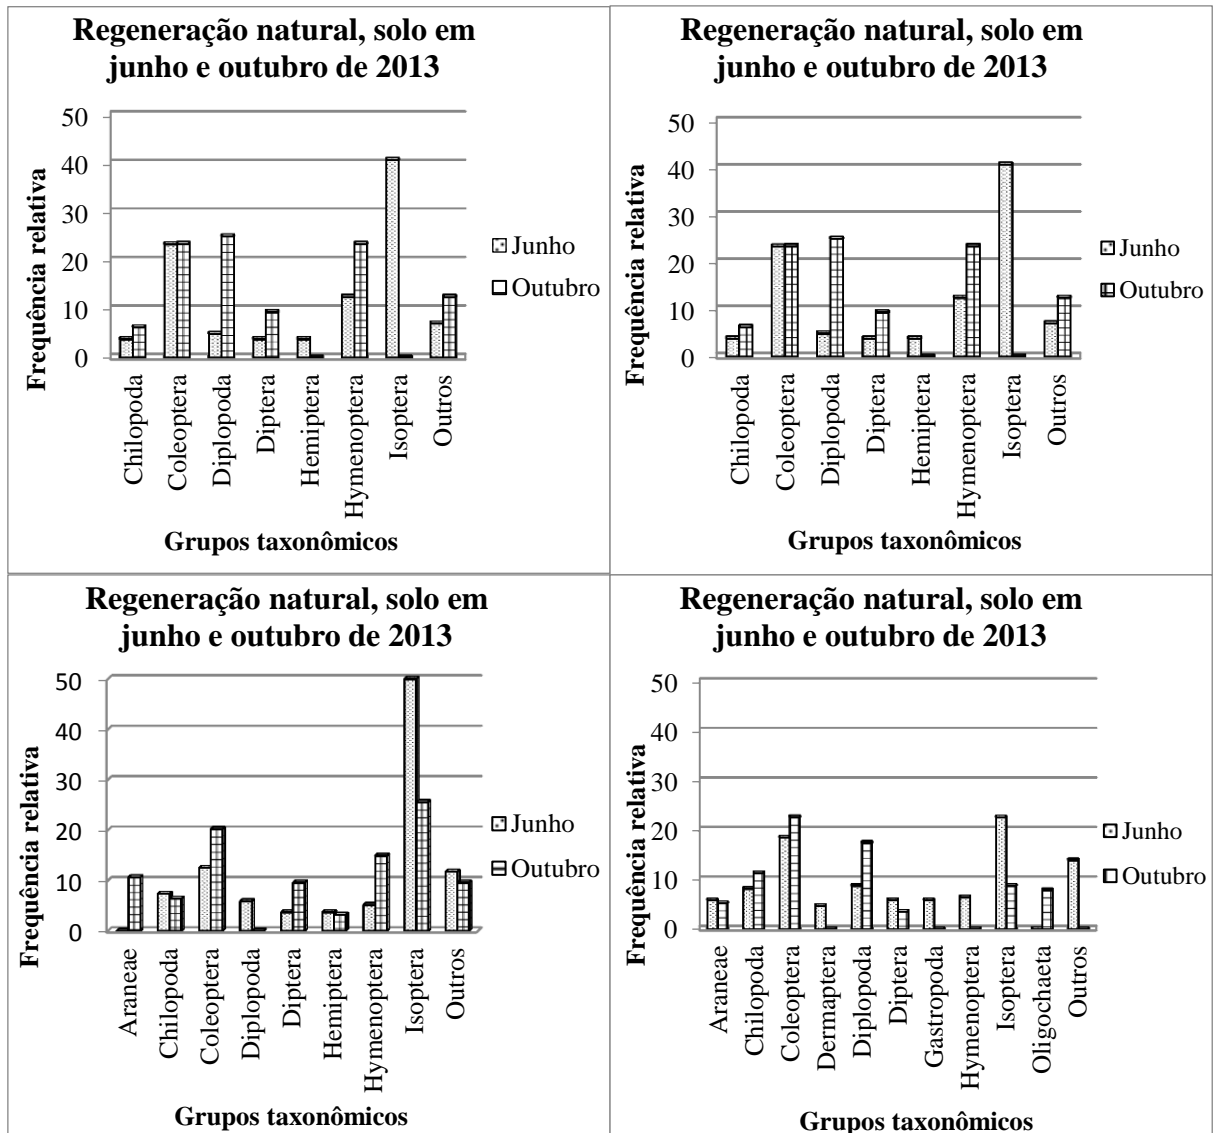 Regeneração natural, solo em
junho e outubro de 2013
50
40
30
20
10
0
Frequência relativa
Chilopoda
Coleoptera
Diplopoda
Diptera
Hemiptera
Hymenoptera
Isoptera
Outros
Junho
Outubro
Grupos taxonômicos
Regeneração natural, solo em
junho e outubro de 2013
50
40
30
20
10
0
Frequência relativa
Chilopoda
Coleoptera
Diplopoda
Diptera
Hemiptera
Hymenoptera
Isoptera
Outros
Junho
Outubro
Grupos taxonômicos
Regeneração natural, solo em
junho e outubro de 2013
50
40
30
20
10
0
Frequência relativa
Araneae
Chilopoda
Coleoptera
Diplopoda
Diptera
Hemiptera
Hymenoptera
Isoptera
Outros
Junho
Outubro
Grupos taxonômicos
Regeneração natural, solo em
junho e outubro de 2013
50
40
30
20
10
0
Frequência relativa
Araneae
Chilopoda
Coleoptera
Dermaptera
Diplopoda
Diptera
Gastropoda
Hymenoptera
Isoptera
Oligochaeta
Outros
Junho
Outubro
Grupos taxonômicos